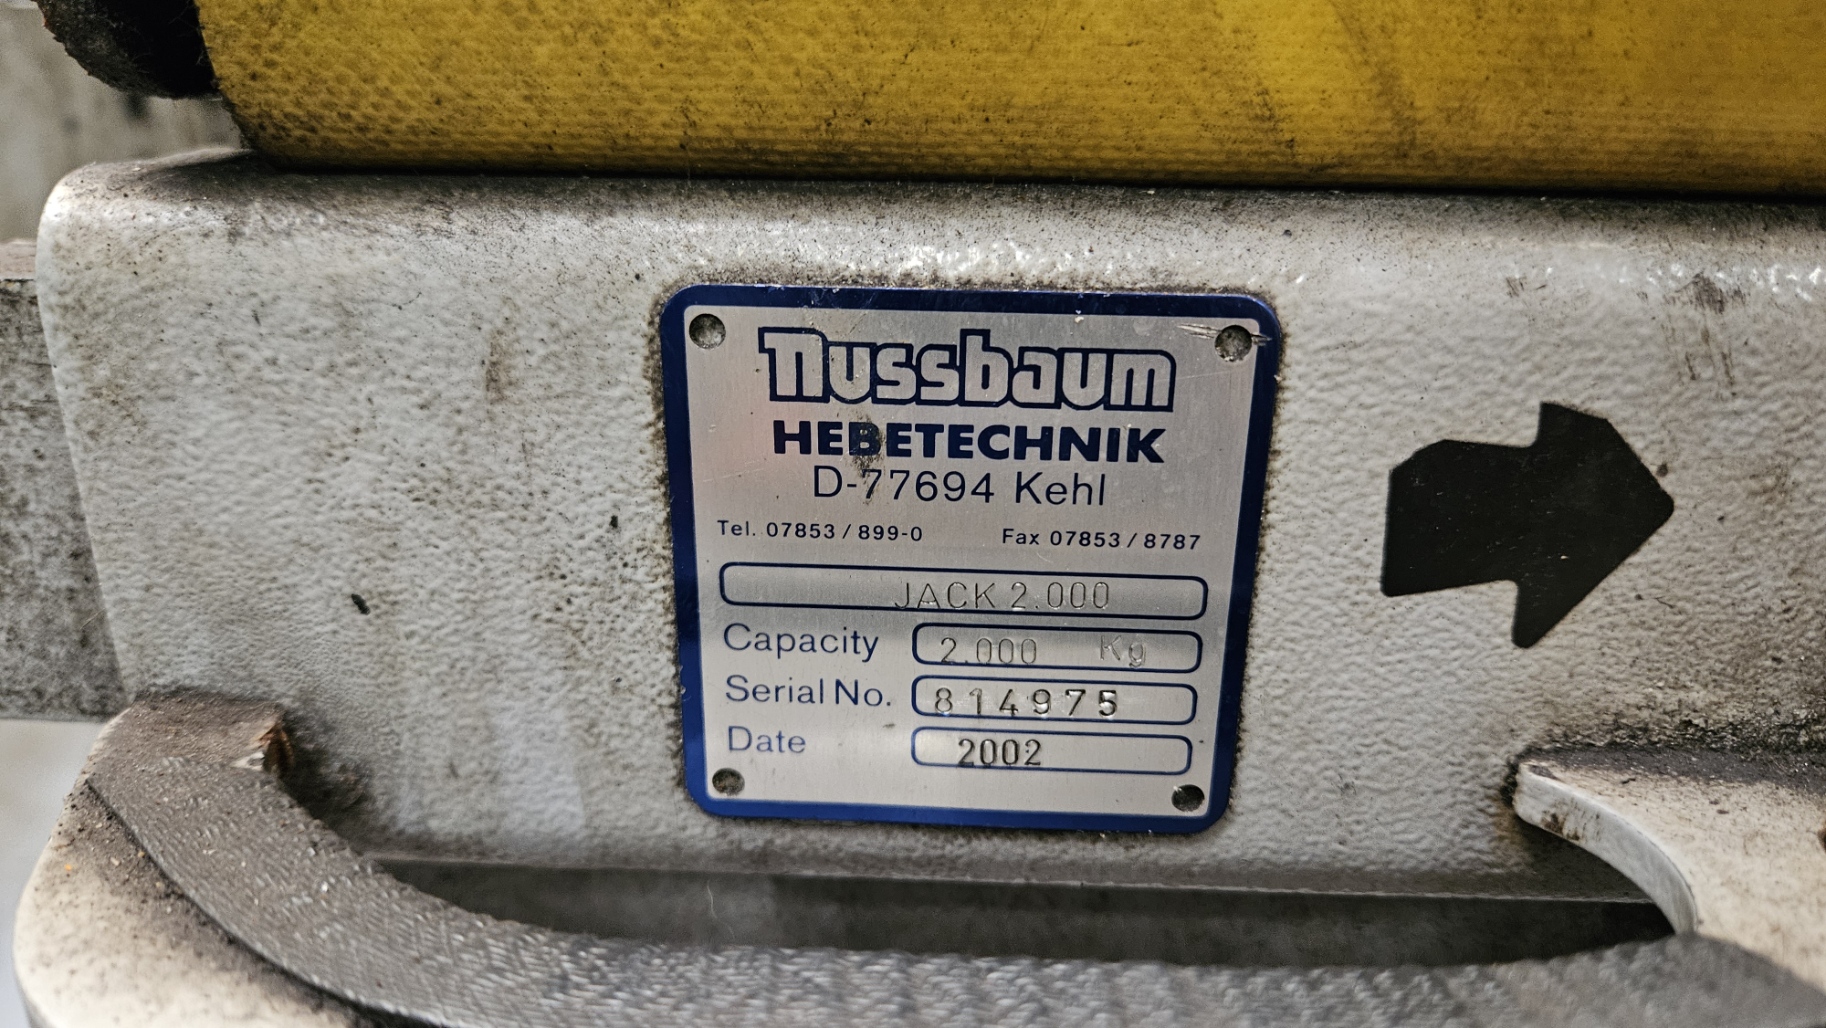 nussbaum
HEBETECHNIK
D-77694 Kehl
Tel. 07853/899-0 Fax 07853/8787
JACK 2.000
Capacity 2.000 Kg
Serial No. 814975
Date 2002